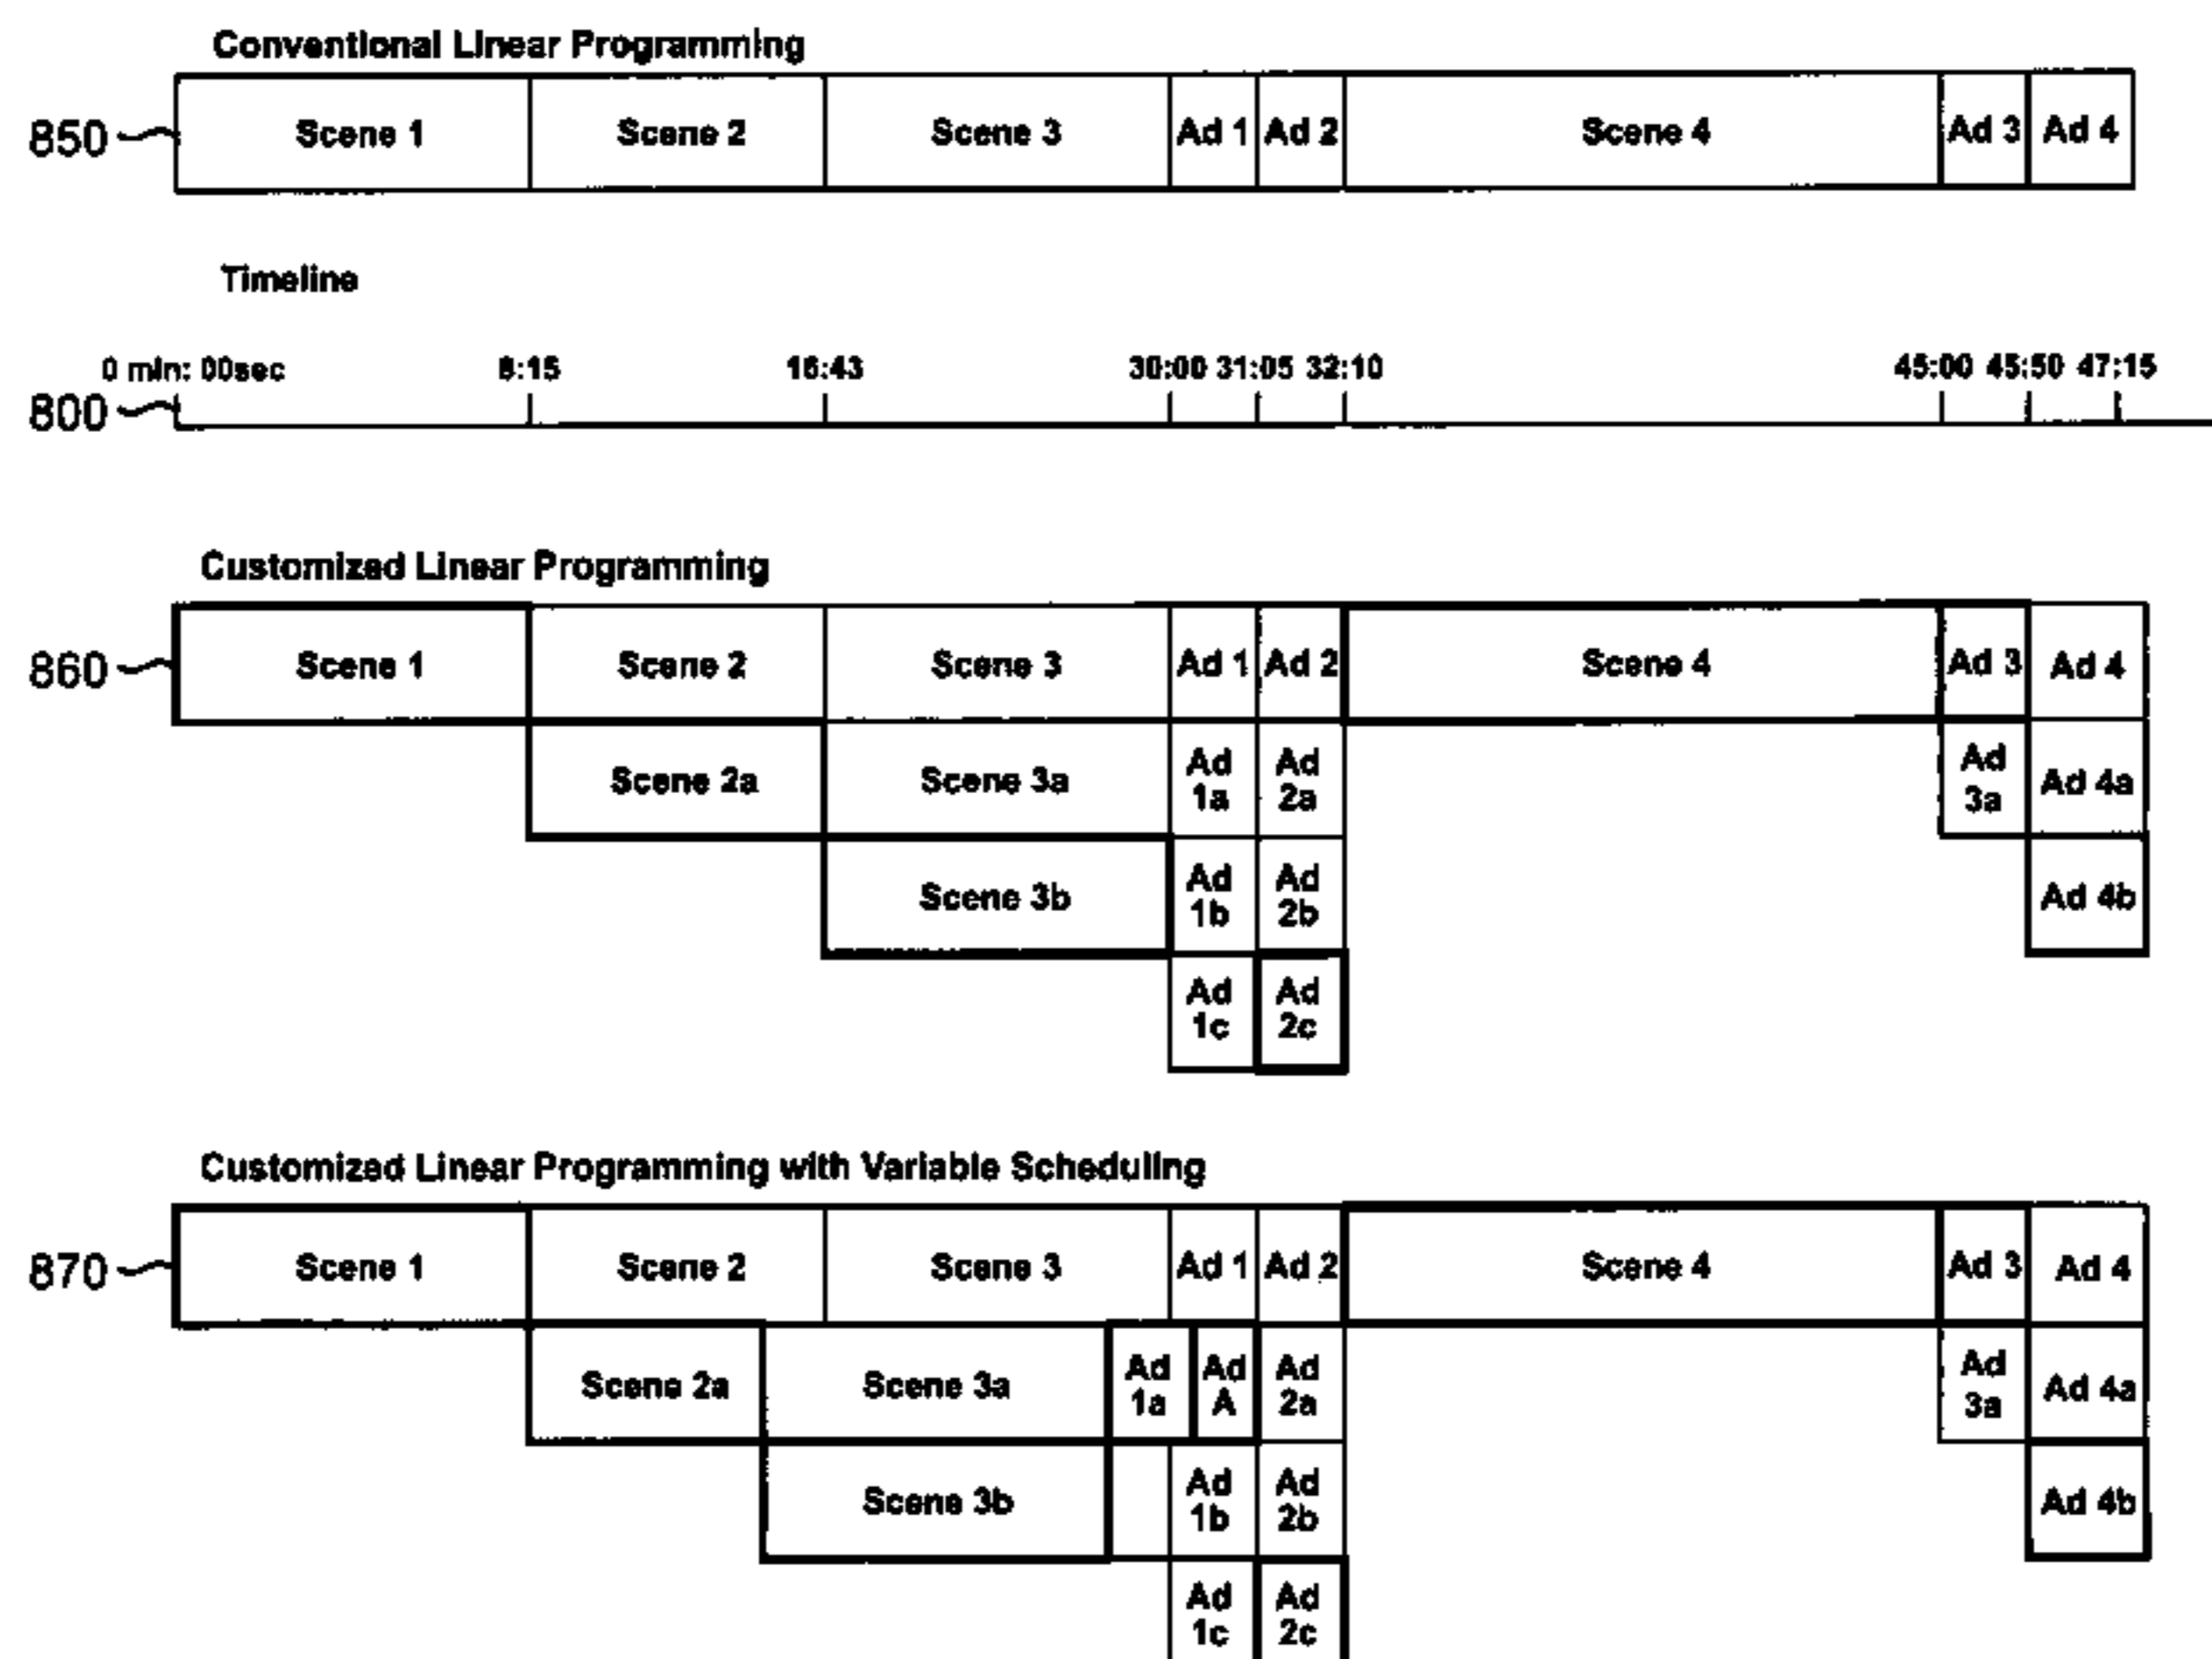 Conventional Linear Programming
850
Scene 1 Scene 2 Scene 3 Ad 1 Ad 2 Scene 4 Ad 3 Ad 4
Timeline
0 min: 00sec 8:15 16:43 30:00 31:05 32:10 45:00 45:50 47:15
800
Customized Linear Programming
860
Scene 1 Scene 2 Scene 3 Ad 1 Ad 2 Scene 4 Ad 3 Ad 4
Scene 2a Scene 3a Ad 1a Ad 2a Ad 3a Ad 4a
Scene 3b Ad 1b Ad 2b Ad 4b
Ad 1c Ad 2c
Customized Linear Programming with Variable Scheduling
870
Scene 1 Scene 2 Scene 3 Ad 1 Ad 2 Scene 4 Ad 3 Ad 4
Scene 2a Scene 3a Ad 1a Ad A Ad 2a Ad 3a Ad 4a
Scene 3b Ad 1b Ad 2b Ad 4b
Ad 1c Ad 2c